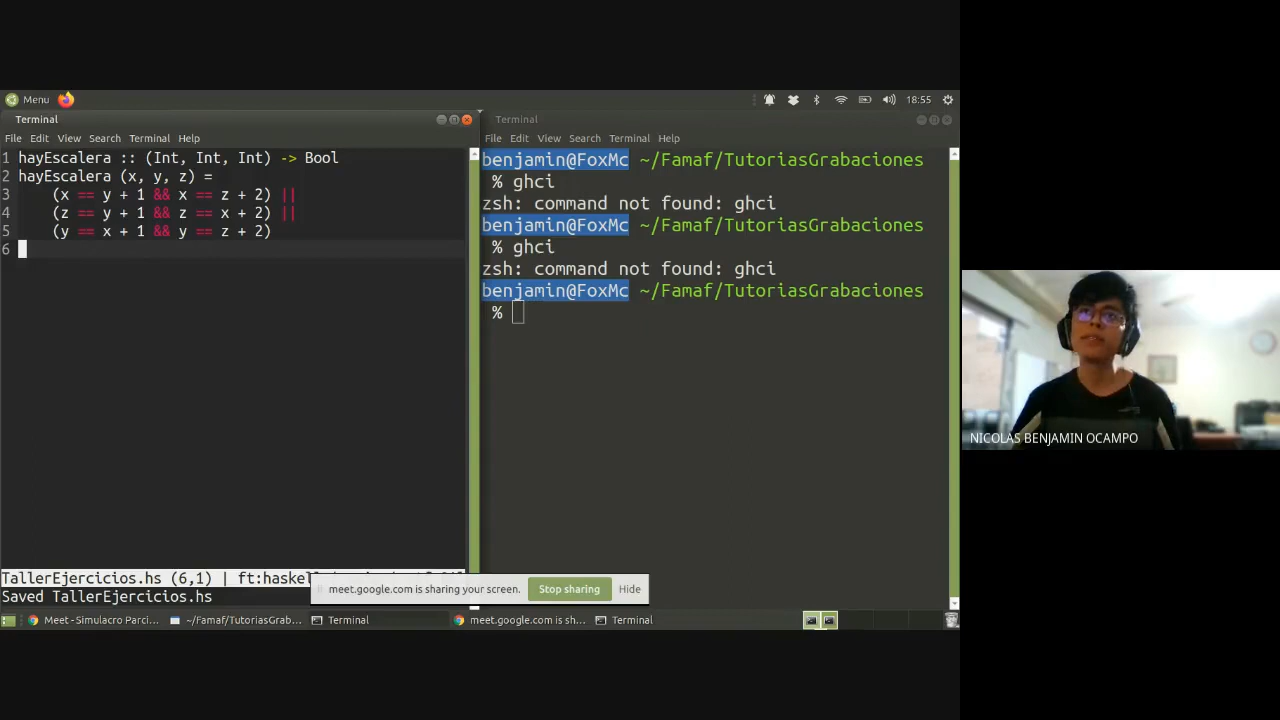 Menu
18:55
Terminal
File Edit View Search Terminal Help
1 hayEscalera :: (Int, Int, Int) -> Bool
2 hayEscalera (x, y, z) =
3 (x == y + 1 && x == z + 2) ||
4 (z == y + 1 && z == x + 2) ||
5 (y == x + 1 && y == z + 2)
6
TallerEjercicios.hs (6,1) | ft:haskell
Saved TallerEjercicios.hs
Terminal
File Edit View Search Terminal Help
benjamin@FoxMc ~/Famaf/TutoriasGrabaciones
% ghci
zsh: command not found: ghci
benjamin@FoxMc ~/Famaf/TutoriasGrabaciones
% ghci
zsh: command not found: ghci
benjamin@FoxMc ~/Famaf/TutoriasGrabaciones
%
NICOLAS BENJAMIN OCAMPO
meet.google.com is sharing your screen. Stop sharing Hide
Meet - Simulacro Parci... ~/Famaf/TutoriasGrab... Terminal meet.google.com is sh... Terminal